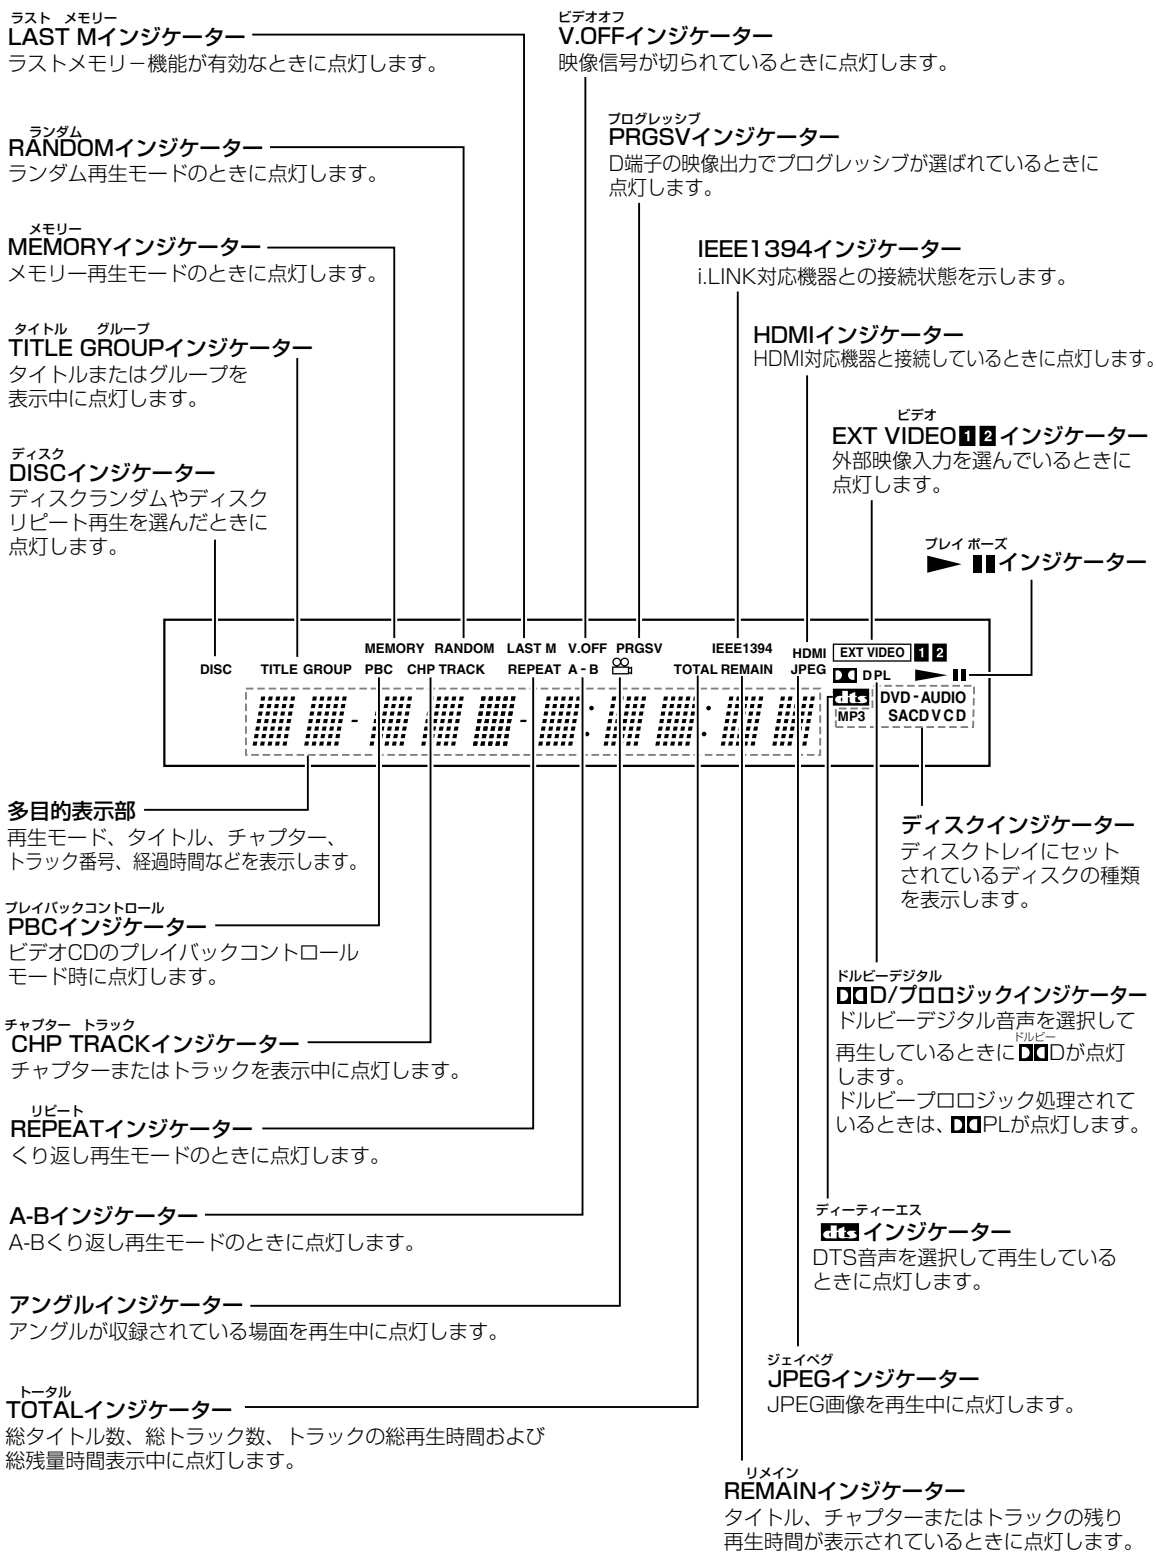 ラスト メモリー
LAST Mインジケーター
ラストメモリー機能が有効なときに点灯します。
ランダム
RANDOMインジケーター
ランダム再生モードのときに点灯します。
メモリー
MEMORYインジケーター
メモリー再生モードのときに点灯します。
タイトル グループ
TITLE GROUPインジケーター
タイトルまたはグループを
表示中に点灯します。
ディスク
DISCインジケーター
ディスクランダムやディスク
リピート再生を選んだときに
点灯します。
ビデオオフ
V.OFFインジケーター
映像信号が切られているときに点灯します。
プログレッシブ
PRGSVインジケーター
D端子の映像出力でプログレッシブが選ばれているときに
点灯します。
IEEE1394インジケーター
i.LINK対応機器との接続状態を示します。
HDMIインジケーター
HDMI対応機器と接続しているときに点灯します。
ビデオ
EXT VIDEO 1 2 インジケーター
外部映像入力を選んでいるときに
点灯します。
プレイ ポーズ
► II インジケーター
MEMORY RANDOM LAST M V.OFF PRGSV IEEE1394 HDMI EXT VIDEO 1 2
DISC TITLE GROUP PBC CHP TRACK REPEAT A - B TOTAL REMAIN JPEG D PL
dts DVD - AUDIO
MP3 SACD V C D
多目的表示部
再生モード、タイトル、チャプター、
トラック番号、経過時間などを表示します。
プレイバックコントロール
PBCインジケーター
ビデオCDのプレイバックコントロール
モード時に点灯します。
チャプター トラック
CHP TRACKインジケーター
チャプターまたはトラックを表示中に点灯します。
リピート
REPEATインジケーター
くり返し再生モードのときに点灯します。
A-Bインジケーター
A-Bくり返し再生モードのときに点灯します。
アングルインジケーター
アングルが収録されている場面を再生中に点灯します。
トータル
TOTALインジケーター
総タイトル数、総トラック数、トラックの総再生時間および
総残量時間表示中に点灯します。
ディスクインジケーター
ディスクトレイにセット
されているディスクの種類
を表示します。
ドルビーデジタル
D/プロロジックインジケーター
ドルビーデジタル音声を選択して
ドルビー
再生しているときにDが点灯
します。
ドルビープロロジック処理されて
いるときは、PLが点灯します。
ディーティーエス
dts インジケーター
DTS音声を選択して再生している
ときに点灯します。
ジェイペグ
JPEGインジケーター
JPEG画像を再生中に点灯します。
リメイン
REMAINインジケーター
タイトル、チャプターまたはトラックの残り
再生時間が表示されているときに点灯します。